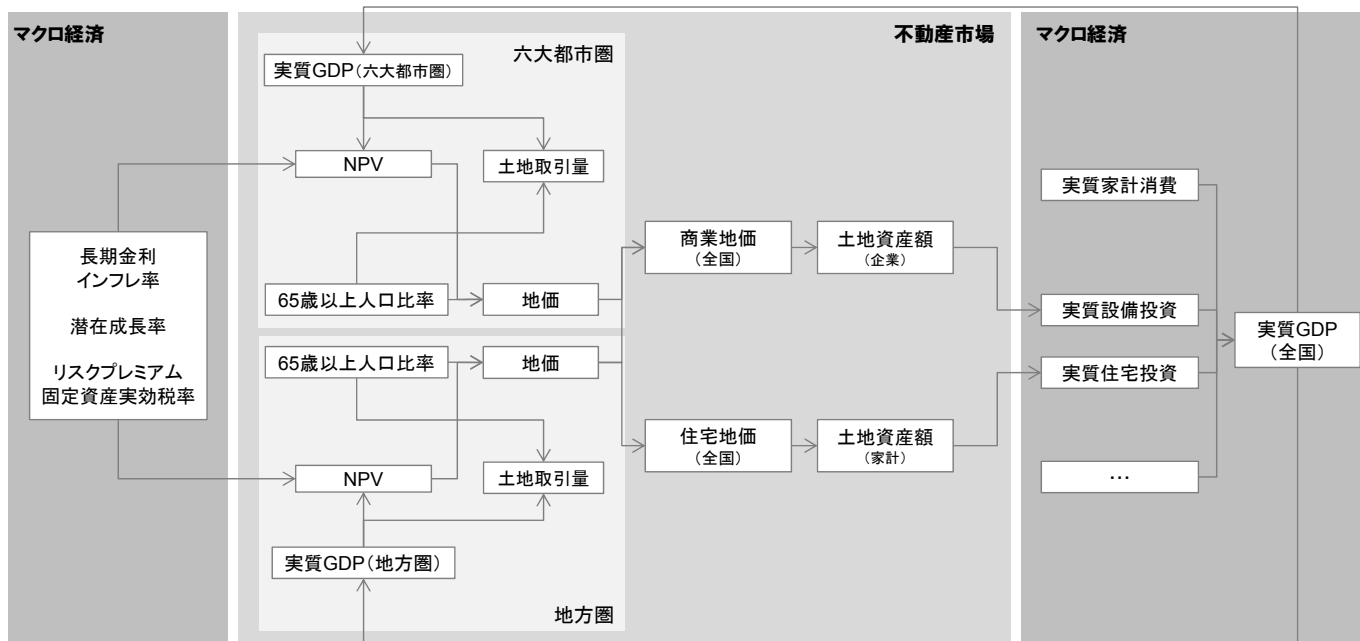 マクロ経済
不動産市場
マクロ経済
六大都市圏
実質GDP（六大都市圏）
NPV
土地取引量
65歳以上人口比率
地価
長期金利
インフレ率
潜在成長率
リスクプレミアム
固定資産実効税率
65歳以上人口比率
地価
NPV
土地取引量
実質GDP（地方圏）
地方圏
商業地価
（全国）
土地資産額
（企業）
住宅地価
（全国）
土地資産額
（家計）
実質家計消費
実質設備投資
実質住宅投資
…
実質GDP
（全国）